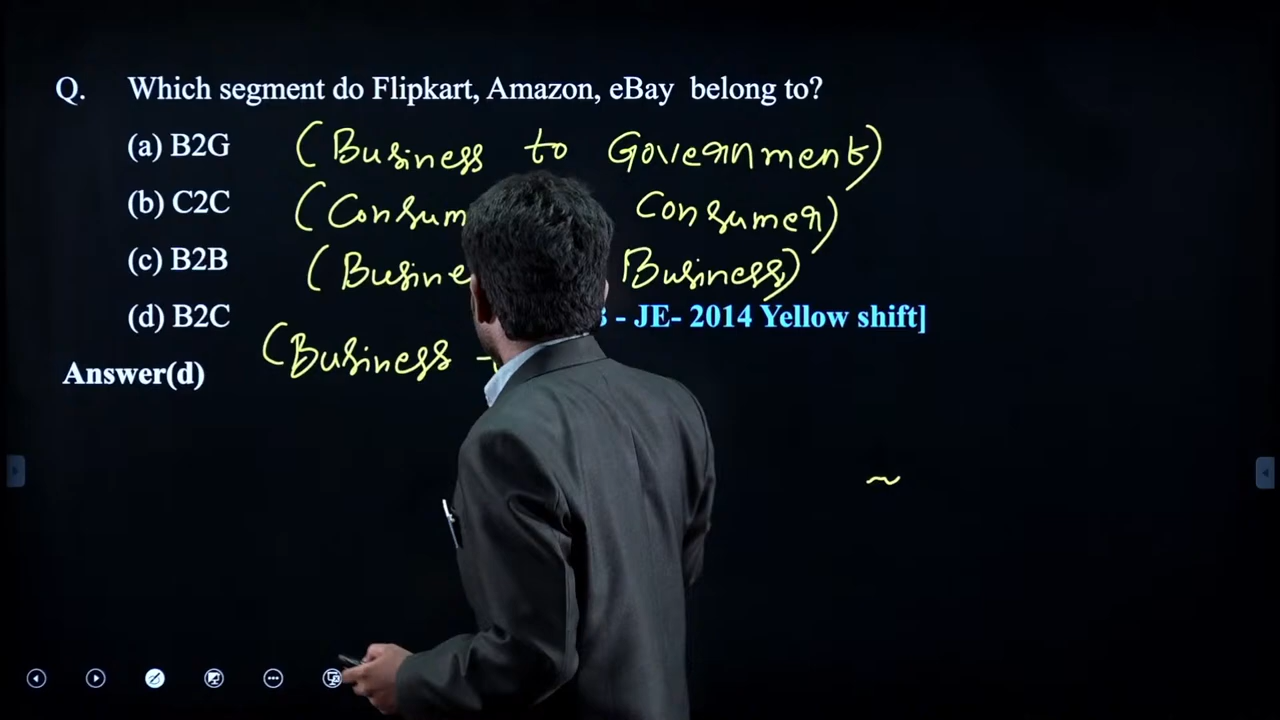 Q. Which segment do Flipkart, Amazon, eBay belong to?
(a) B2G (Business to Government)
(b) C2C (Consum Consumer)
(c) B2B (Busine Business)
(d) B2C - JE- 2014 Yellow shift]
(Business
Answer(d)